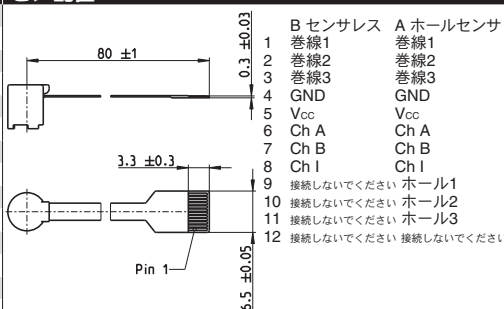 B センサレス A ホールセンサ
1 巻線1 巻線1
2 巻線2 巻線2
3 巻線3 巻線3
4 GND GND
5 Vcc Vcc
6 Ch A Ch A
7 Ch B Ch B
8 Ch I Ch I
9 接続しないでください ホール1
10 接続しないでください ホール2
11 接続しないでください ホール3
12 接続しないでください 接続しないでください
80 ±1
0.3 ±0.03
3.3 ±0.3
Pin 1
6.5 ±0.05